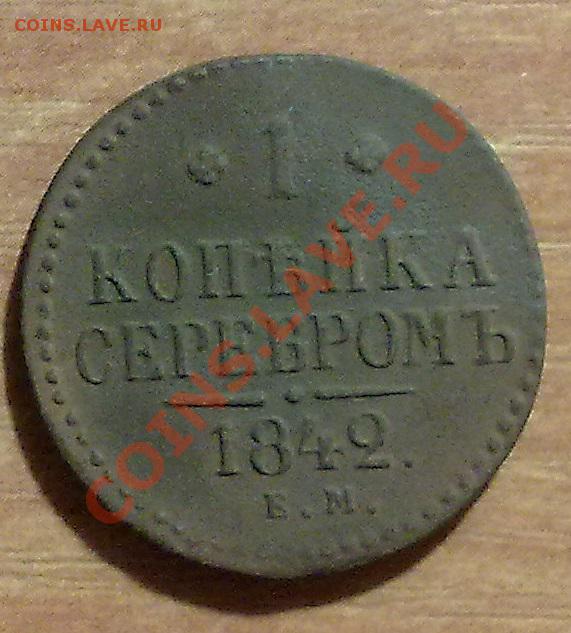 COINS.LAVE.RU
* 1 *
КОПѢЙКА
СЕРЕБРОМЪ
1842.
Е.М.
COINS.LAVE.RU